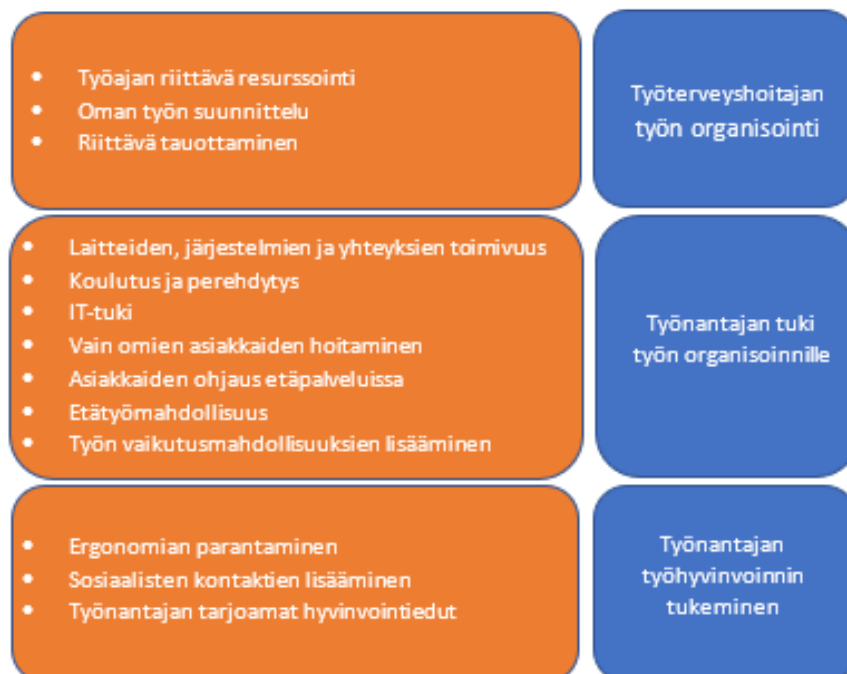 Työajan riittävä resurssointi
Oman työn suunnittelu
Riittävä tauottaminen
Työterveyshoitajan
työn organisointi
Laitteiden, järjestelmien ja yhteyksien toimivuus
Koulutus ja perehdytys
IT-tuki
Vain omien asiakkaiden hoitaminen
Asiakkaiden ohjaus etäpalveluissa
Etätyömahdollisuus
Työn vaikutusmahdollisuuksien lisääminen
Työnantajan tuki
työn organisoinnille
Ergonomian parantaminen
Sosiaalisten kontaktien lisääminen
Työnantajan tarjoamat hyvinvointiedut
Työnantajan
työhyvinvoinnin
tukeminen